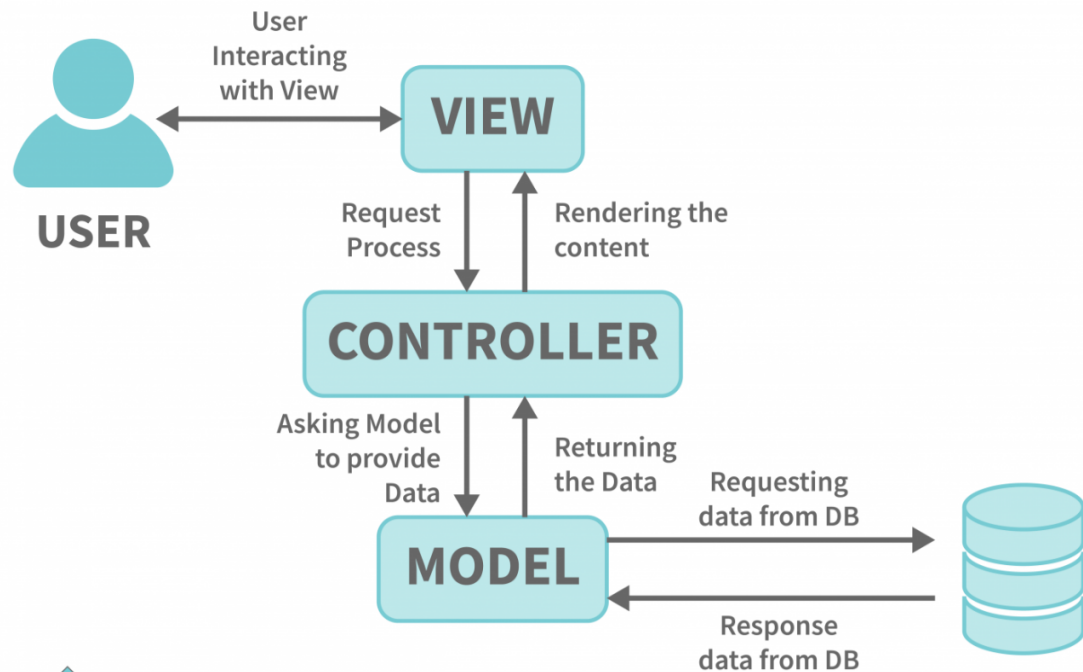 User
Interacting
with View
VIEW
USER
Request
Process
Rendering the
content
CONTROLLER
Asking Model
to provide
Data
Returning
the Data
Requesting
data from DB
MODEL
Response
data from DB